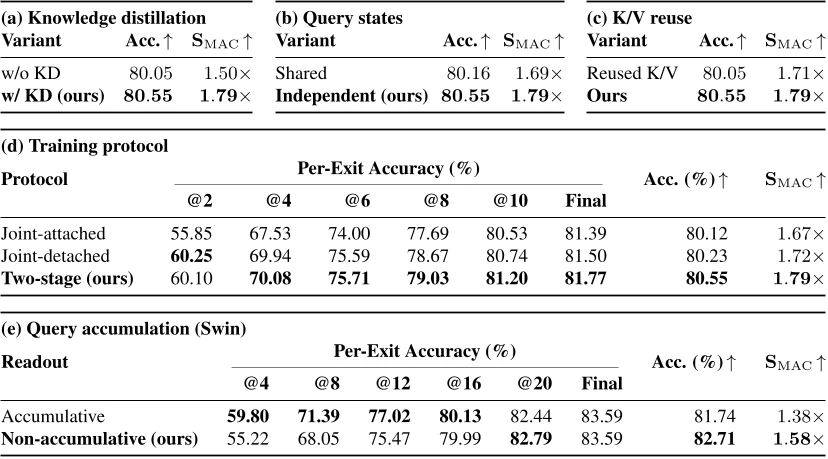 (a) Knowledge distillation
Variant Acc. ↑ S_MAC ↑
w/o KD 80.05 1.50×
w/ KD (ours) 80.55 1.79×
(b) Query states
Variant Acc. ↑ S_MAC ↑
Shared 80.16 1.69×
Independent (ours) 80.55 1.79×
(c) K/V reuse
Variant Acc. ↑ S_MAC ↑
Reused K/V 80.05 1.71×
Ours 80.55 1.79×
(d) Training protocol
Protocol Per-Exit Accuracy (%) Acc. (%) ↑ S_MAC ↑
@2 @4 @6 @8 @10 Final
Joint-attached 55.85 67.53 74.00 77.69 80.53 81.39 80.12 1.67×
Joint-detached 60.25 69.94 75.59 78.67 80.74 81.50 80.23 1.72×
Two-stage (ours) 60.10 70.08 75.71 79.03 81.20 81.77 80.55 1.79×
(e) Query accumulation (Swin)
Readout Per-Exit Accuracy (%) Acc. (%) ↑ S_MAC ↑
@4 @8 @12 @16 @20 Final
Accumulative 59.80 71.39 77.02 80.13 82.44 83.59 81.74 1.38×
Non-accumulative (ours) 55.22 68.05 75.47 79.99 82.79 83.59 82.71 1.58×